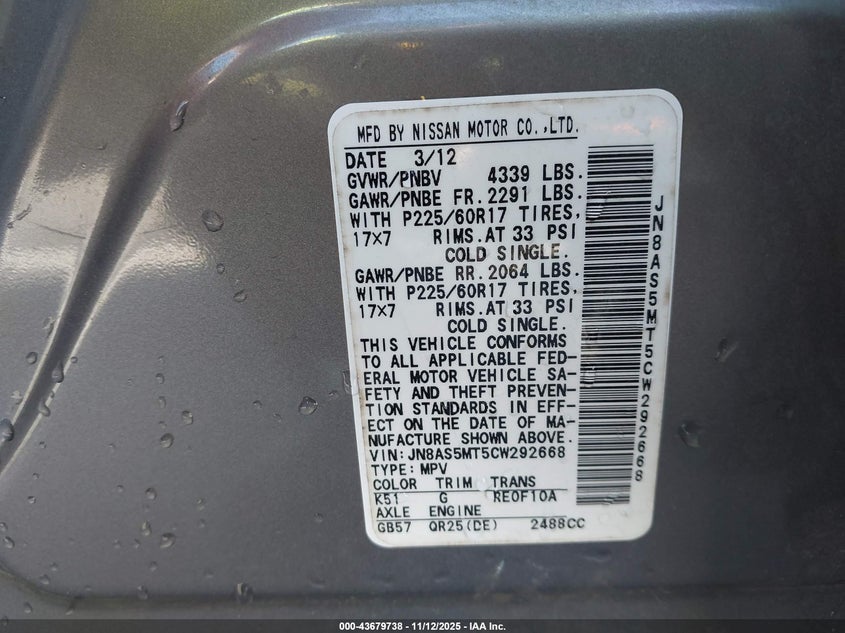 MFD BY NISSAN MOTOR CO.,LTD.
DATE 3/12
GVWR/PNBV 4339 LBS.
GAWR/PNBE FR. 2291 LBS.
WITH P225/60R17 TIRES,
17×7 RIMS.AT 33 PSI
COLD SINGLE.
GAWR/PNBE RR. 2064 LBS.
WITH P225/60R17 TIRES,
17×7 RIMS.AT 33 PSI
COLD SINGLE.
THIS VEHICLE CONFORMS
TO ALL APPLICABLE FED-
ERAL MOTOR VEHICLE SA-
FETY AND THEFT PREVEN-
TION STANDARDS IN EFF-
ECT ON THE DATE OF MA-
NUFACTURE SHOWN ABOVE.
VIN: JN8AS5MT5CW292668
TYPE: MPV
COLOR TRIM TRANS
K51 G RE0F10A
AXLE ENGINE
GB57 QR25(DE) 2488CC
JN8AS5MT5CW292668
000-43679738 - 11/12/2025 - IAA Inc.